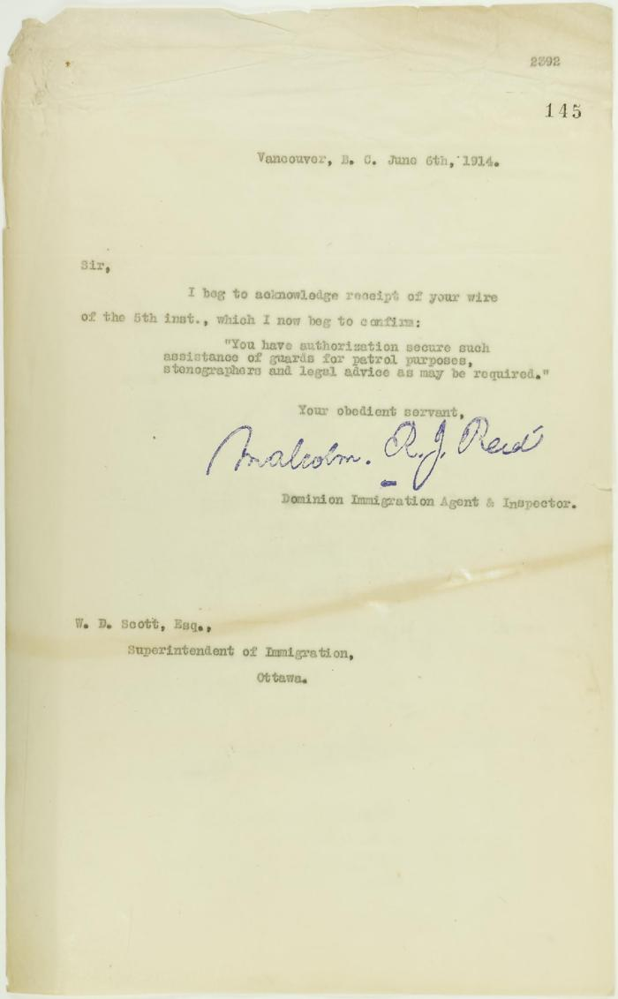 2392
145
Vancouver, B. C. June 6th, 1914.
Sir,
I beg to acknowledge receipt of your wire
of the 5th inst., which I now beg to confirm:
"You have authorization secure such
assistance of guards for patrol purposes,
stenographers and legal advice as may be required."
Your obedient servant,
Malcolm. R. J. Reid
Dominion Immigration Agent & Inspector.
W. D. Scott, Esq.,
Superintendent of Immigration,
Ottawa.